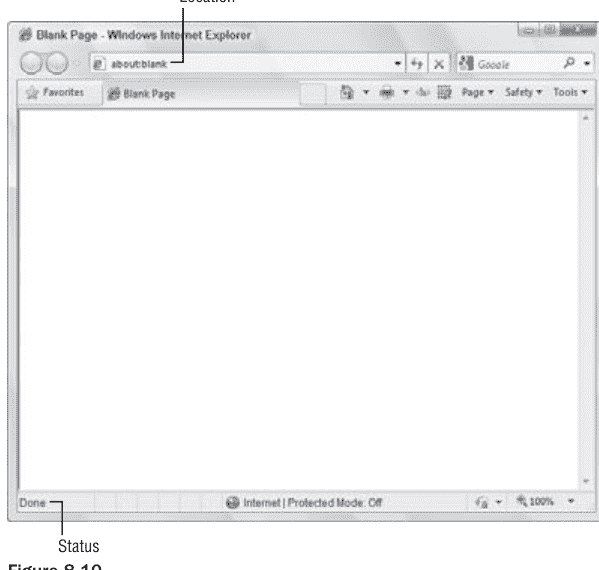 Location
Blank Page - Windows Internet Explorer
about:blank
Google
Favorites
Blank Page
Page
Safety
Tools
Done
Internet | Protected Mode: Off
100%
Status
Figure 8.10